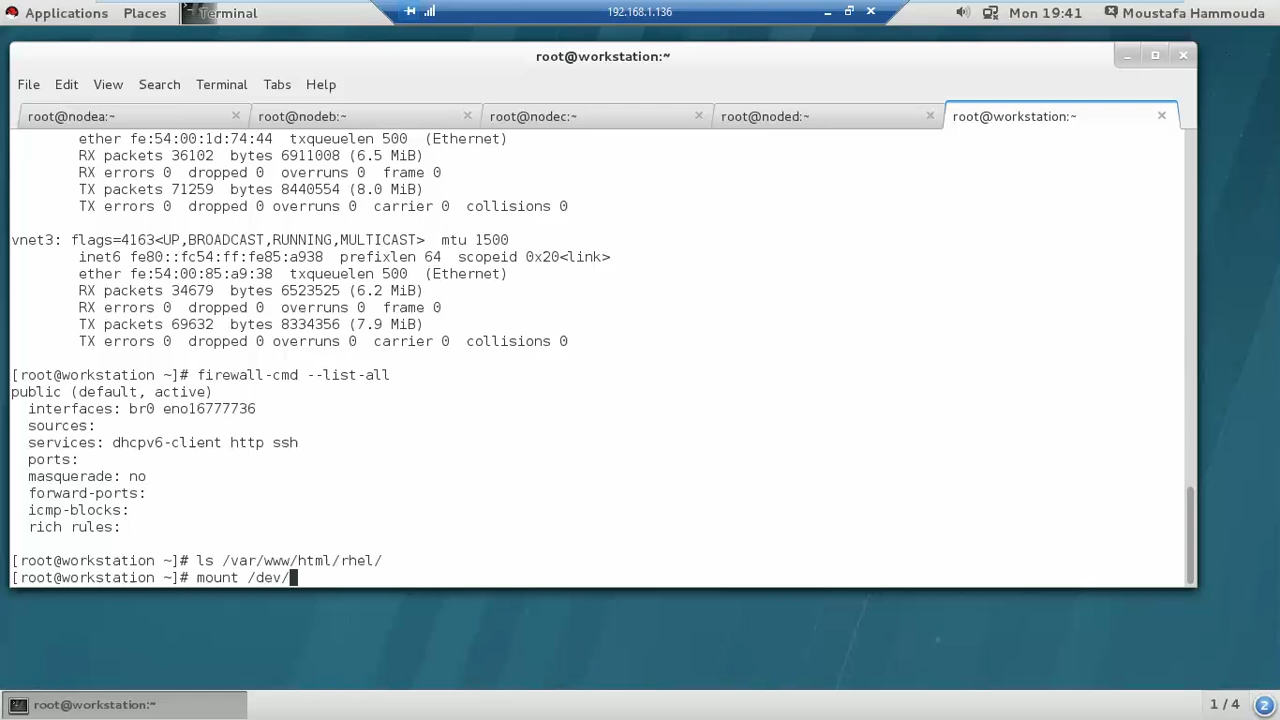 Applications Places Terminal 192.168.1.136 Mon 19:41 Moustafa Hammouda
root@workstation:~
File Edit View Search Terminal Tabs Help
root@nodea:~ root@nodeb:~ root@nodec:~ root@noded:~ root@workstation:~
ether fe:54:00:1d:74:44 txqueuelen 500 (Ethernet)
RX packets 36102 bytes 6911008 (6.5 MiB)
RX errors 0 dropped 0 overruns 0 frame 0
TX packets 71259 bytes 8440554 (8.0 MiB)
TX errors 0 dropped 0 overruns 0 carrier 0 collisions 0
vnet3: flags=4163<UP,BROADCAST,RUNNING,MULTICAST> mtu 1500
inet6 fe80::fc54:ff:fe85:a938 prefixlen 64 scopeid 0x20<link>
ether fe:54:00:85:a9:38 txqueuelen 500 (Ethernet)
RX packets 34679 bytes 6523525 (6.2 MiB)
RX errors 0 dropped 0 overruns 0 frame 0
TX packets 69632 bytes 8334356 (7.9 MiB)
TX errors 0 dropped 0 overruns 0 carrier 0 collisions 0
[root@workstation ~]# firewall-cmd --list-all
public (default, active)
interfaces: br0 eno16777736
sources:
services: dhcpv6-client http ssh
ports:
masquerade: no
forward-ports:
icmp-blocks:
rich rules:
[root@workstation ~]# ls /var/www/html/rhel/
[root@workstation ~]# mount /dev/
root@workstation:~ 1 / 4 2